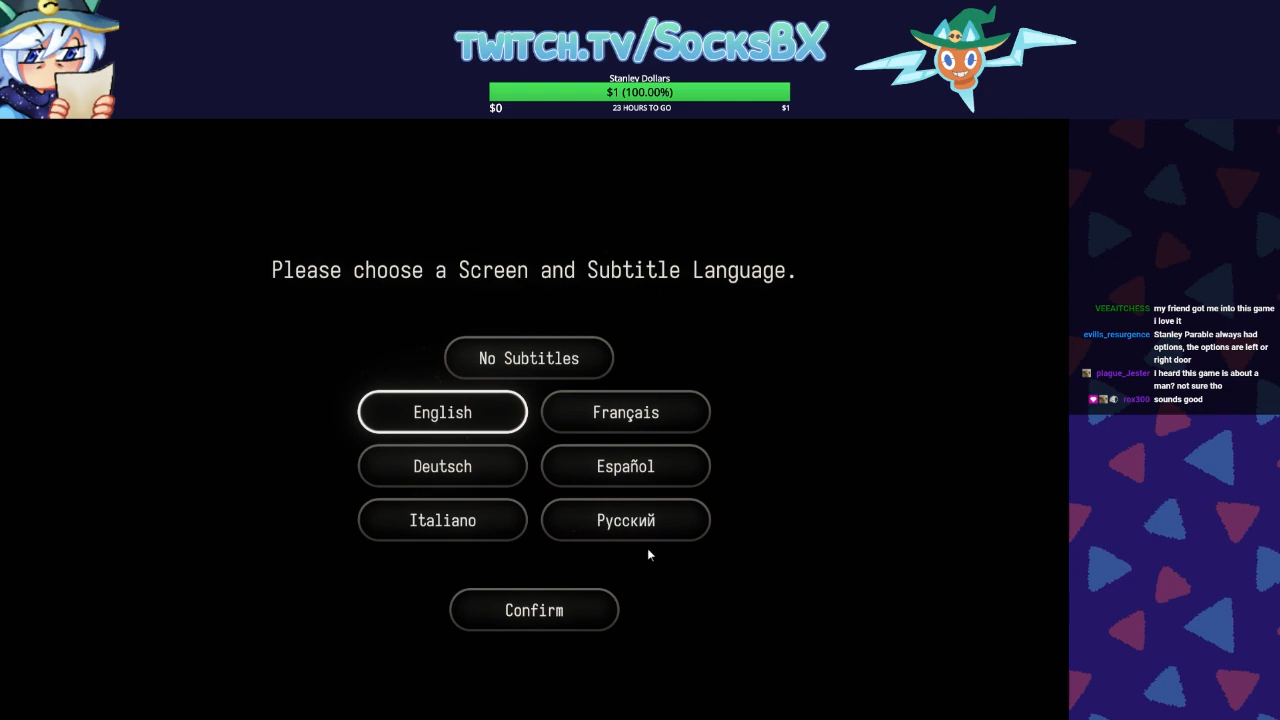 TWITCH.TV/SOCKSBX
Stanley Dollars
$1 (100.00%)
$0 23 HOURS TO GO $1
Please choose a Screen and Subtitle Language.
No Subtitles
English Français
Deutsch Español
Italiano Русский
Confirm
VEEAITCHESS my friend got me into this game
I love it
evills_resurgence Stanley Parable always had
options, the options are left or
right door
plague_Jester I heard this game is about a
man? not sure tho
rox300 sounds good